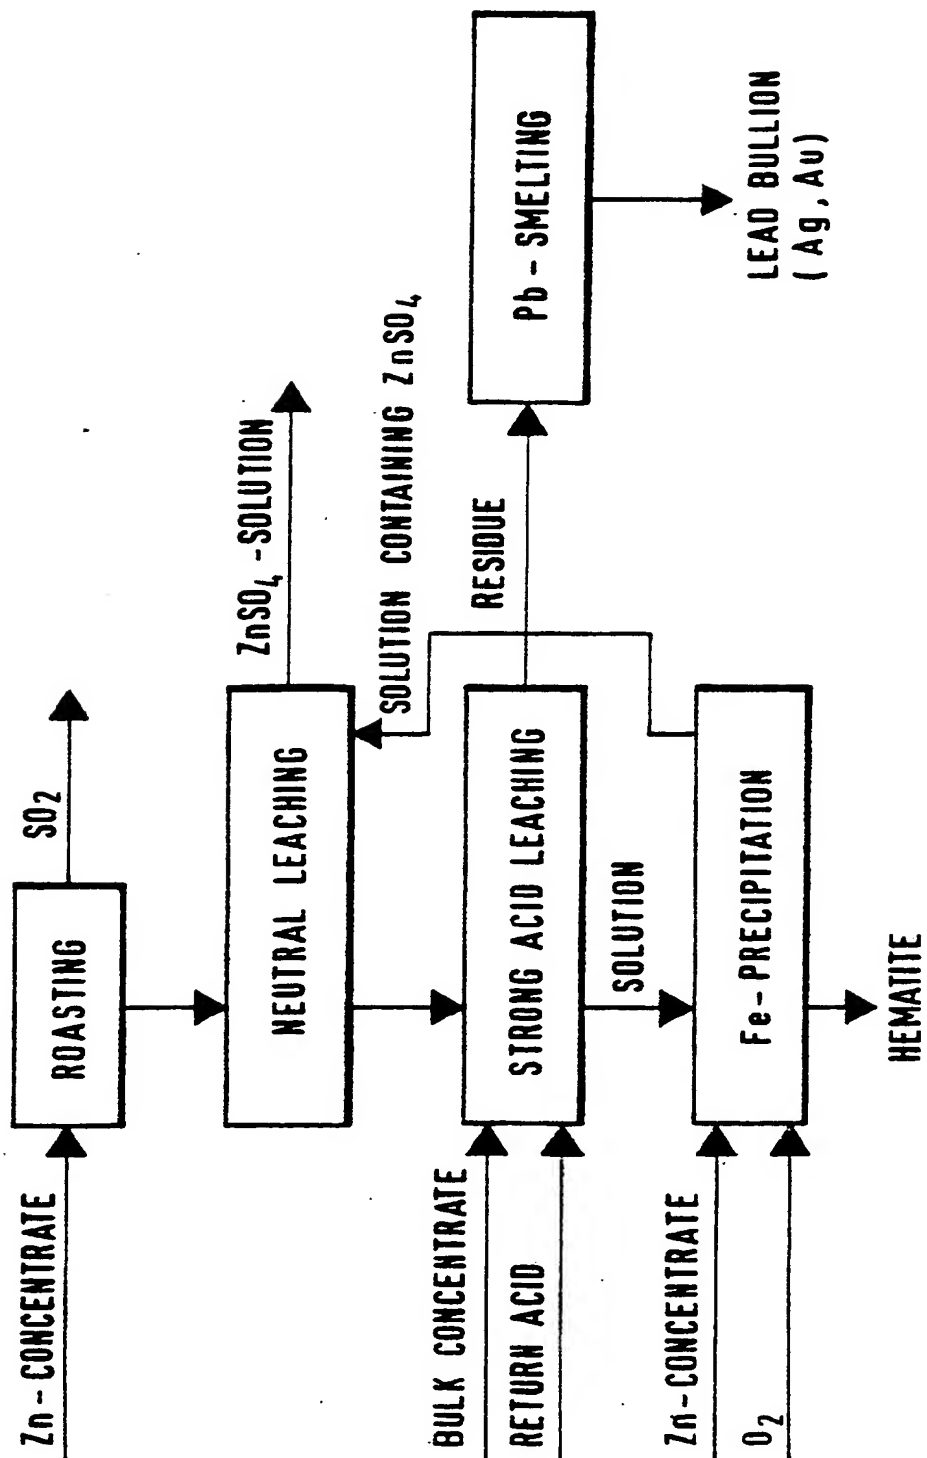 Zn-CONCENTRATE
ROASTING
SO2
NEUTRAL LEACHING
ZnSO4-SOLUTION
SOLUTION CONTAINING ZnSO4
BULK CONCENTRATE
RETURN ACID
STRONG ACID LEACHING
RESIDUE
Pb-SMELTING
LEAD BULLION
(Ag, Au)
SOLUTION
Zn-CONCENTRATE
O2
Fe-PRECIPITATION
HEMATITE